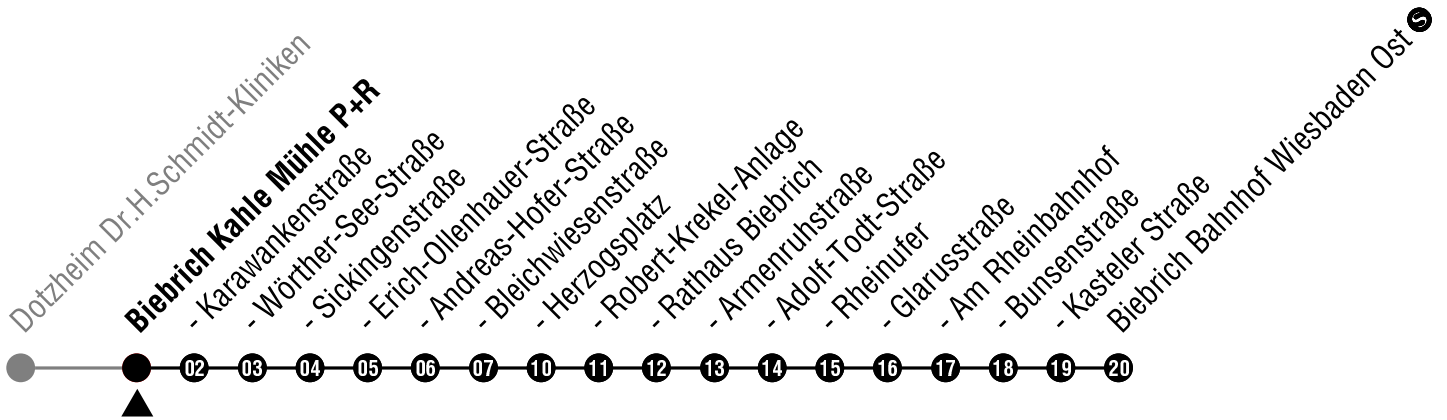 Dotzheim Dr.H.Schmidt-Kliniken
Biebrich Kahle Mühle P+R
- Karawankenstraße
- Wörther-See-Straße
- Sickingenstraße
- Erich-Ollenhauer-Straße
- Andreas-Hofer-Straße
- Bleichwiesenstraße
- Herzogsplatz
- Robert-Krekel-Anlage
- Rathaus Biebrich
- Armenruhstraße
- Adolf-Todt-Straße
- Rheinufer
- Glarusstraße
- Am Rheinbahnhof
- Bunsenstraße
- Kasteler Straße
Biebrich Bahnhof Wiesbaden Ost S
02 03 04 05 06 07 10 11 12 13 14 15 16 17 18 19 20